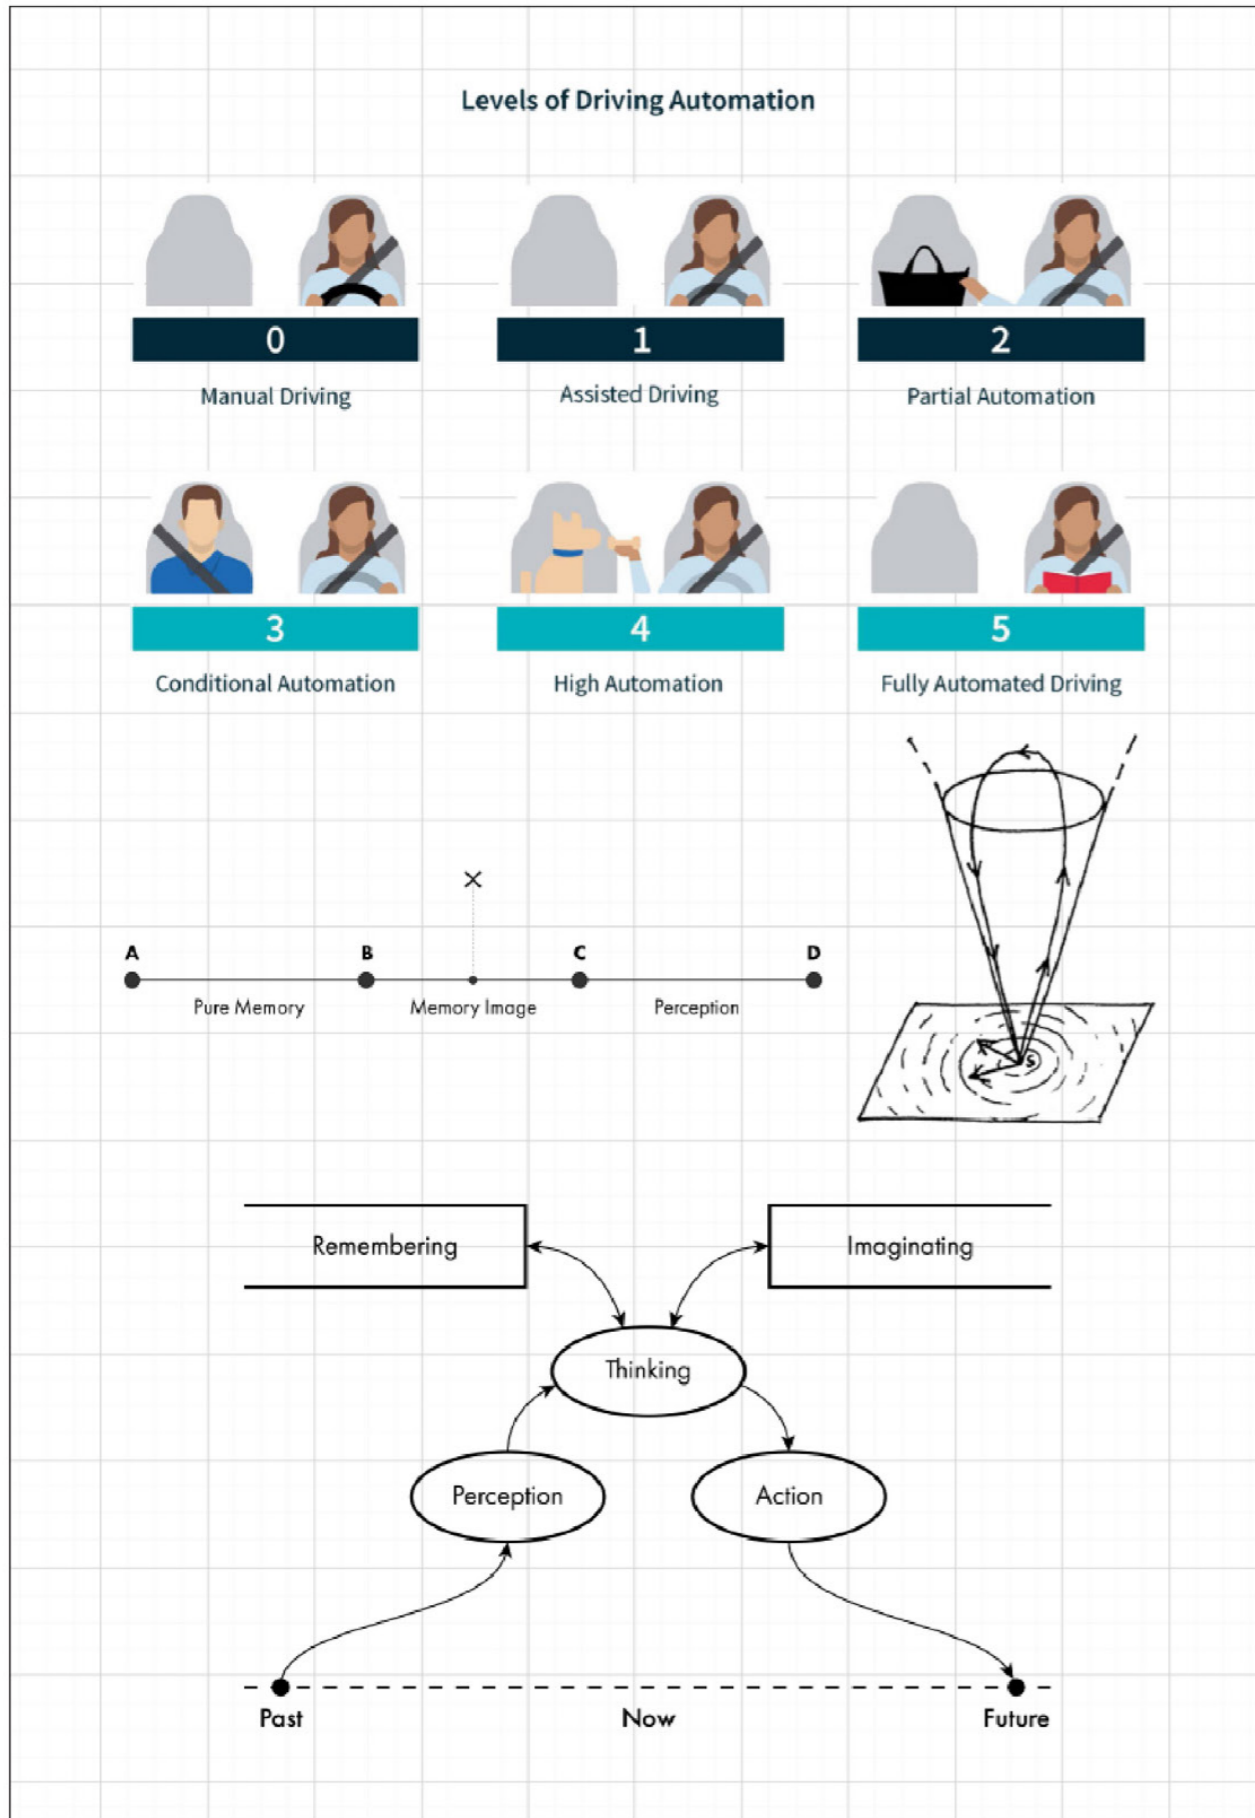 Levels of Driving Automation
0
1
2
Manual Driving
Assisted Driving
Partial Automation
3
4
5
Conditional Automation
High Automation
Fully Automated Driving
A
B
C
D
Pure Memory
Memory Image
Perception
S
Remembering
Imaginating
Thinking
Perception
Action
Past
Now
Future